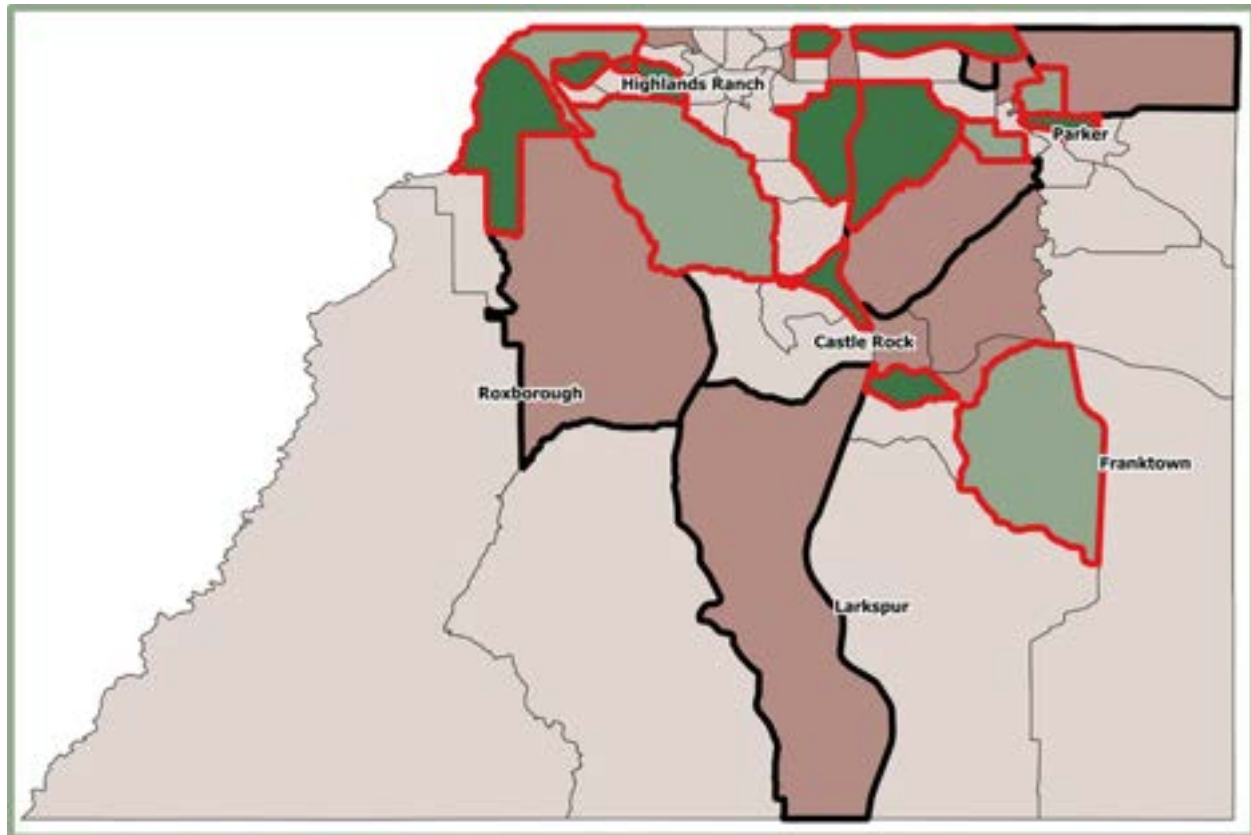 Highlands Ranch
Parker
Castle Rock
Roxborough
Franktown
Larkspur